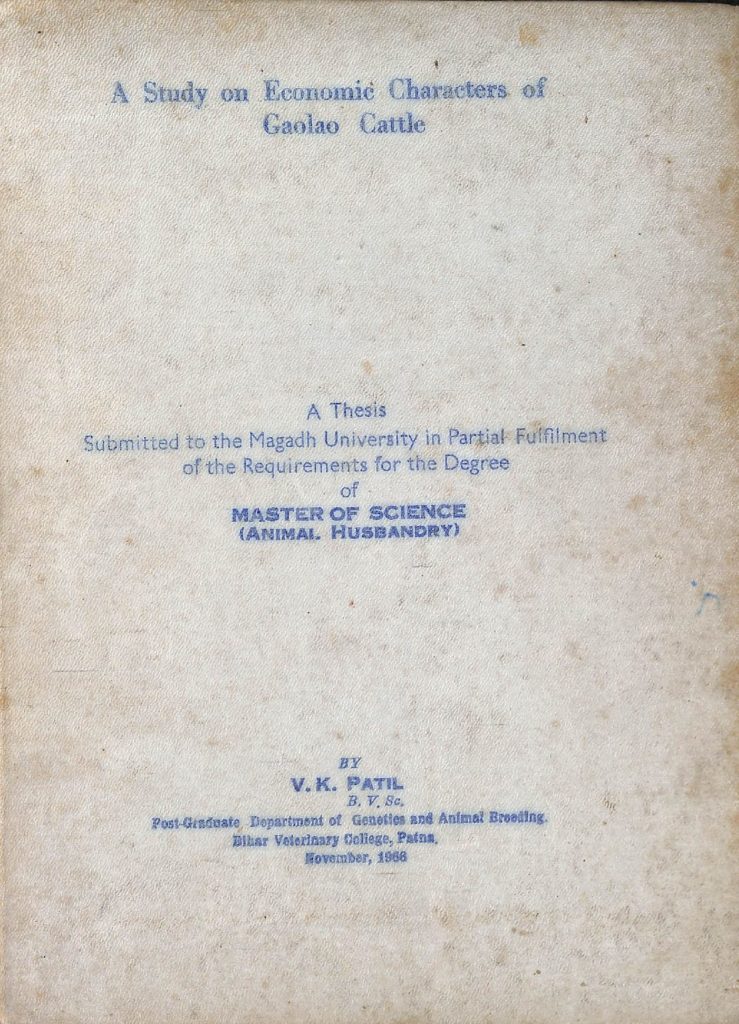 A Study on Economic Characters of
Gaolao Cattle
A Thesis
Submitted to the Magadh University in Partial Fulfilment
of the Requirements for the Degree
of
MASTER OF SCIENCE
(ANIMAL HUSBANDRY)
BY
V. K. PATIL
B. V. Sc.
Post-Graduate Department of Genetics and Animal Breeding.
Bihar Veterinary College, Patna,
November, 1966